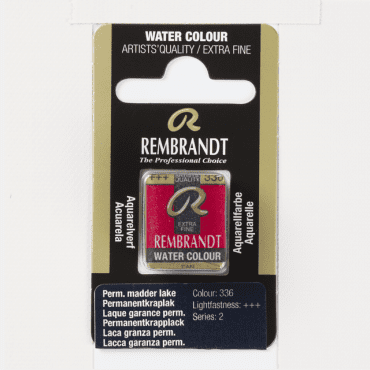 WATER COLOUR
ARTISTS'QUALITY / EXTRA FINE
R
REMBRANDT
The Professional Choice
Aquarelverf
Acuarela
+++ 336
QUALITY
R
EXTRA
FINE
REMBRANDT
WATER COLOUR
Aquarellfarbe
Aquarelle
Perm. madder lake
Permanentkraplak
Laque garance perm.
Permanentkrapplack
Laca granza perm.
Lacca garanza perm.
Colour: 336
Lightfastness: +++
Series: 2